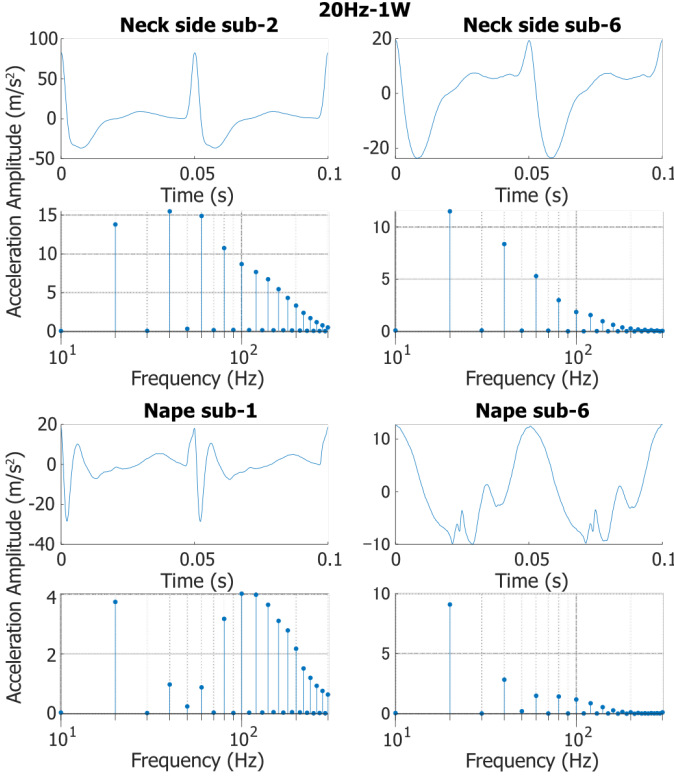 20Hz-1W
Neck side sub-2
Neck side sub-6
Acceleration Amplitude (m/s²)
100
50
0
-50
0 0.05 0.1
Time (s)
20
0
-20
0 0.05 0.1
Time (s)
15
10
5
0
10¹ 10²
Frequency (Hz)
10
5
0
10¹ 10²
Frequency (Hz)
Nape sub-1
Nape sub-6
Acceleration Amplitude (m/s²)
20
0
-20
-40
0 0.05 0.1
Time (s)
10
0
-10
0 0.05 0.1
Time (s)
4
2
0
10¹ 10²
Frequency (Hz)
10
5
0
10¹ 10²
Frequency (Hz)